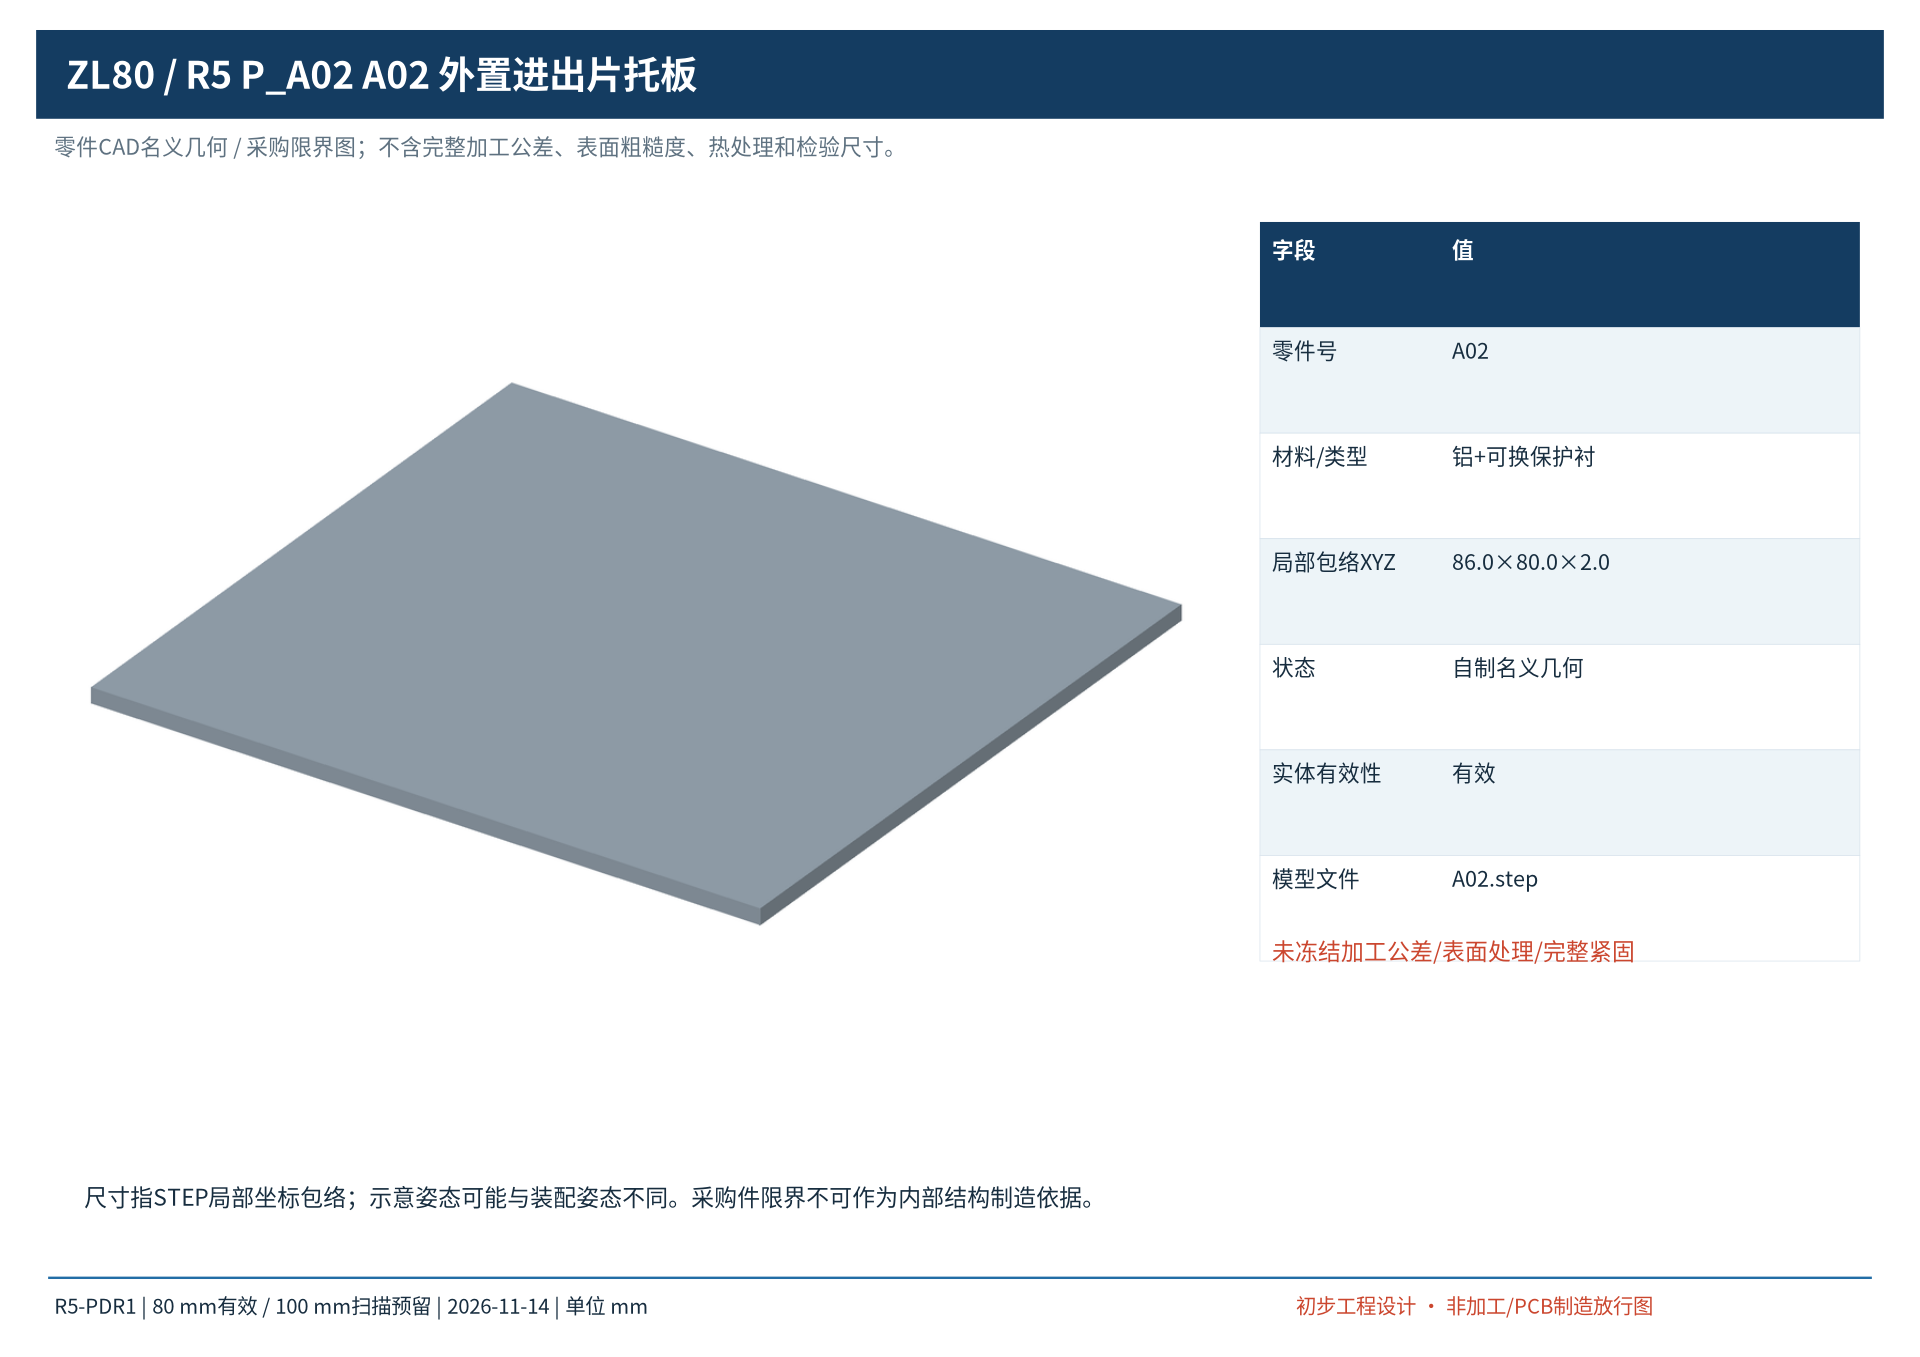 ZL80 / R5 P_A02 A02 外置进出片托板
零件CAD名义几何 / 采购限界图；不含完整加工公差、表面粗糙度、热处理和检验尺寸。
字段 值
零件号 A02
材料/类型 铝+可换保护衬
局部包络XYZ 86.0×80.0×2.0
状态 自制名义几何
实体有效性 有效
模型文件 A02.step
未冻结加工公差/表面处理/完整紧固
尺寸指STEP局部坐标包络；示意姿态可能与装配姿态不同。采购件限界不可作为内部结构制造依据。
R5-PDR1 | 80 mm有效 / 100 mm扫描预留 | 2026-11-14 | 单位 mm
初步工程设计 · 非加工/PCB制造放行图